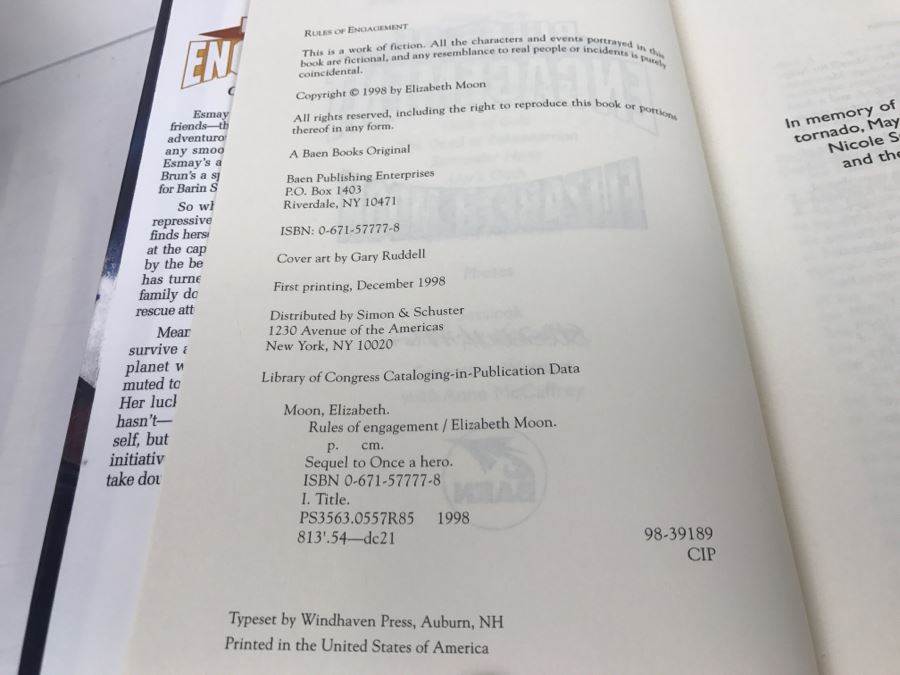 ENG
Esmay
friends—th
adventuro
any smoo
Esmay's a
Brun's a sp
for Barin S
So wh
repressive
finds herse
at the cap
by the be
has turne
family do
rescue att
Mean
survive a
planet w
muted to
Her luck
hasn't—
self, but
initiativ
take dou
RULES OF ENGAGEMENT
This is a work of fiction. All the characters and events portrayed in this
book are fictional, and any resemblance to real people or incidents is purely
coincidental.
Copyright © 1998 by Elizabeth Moon
All rights reserved, including the right to reproduce this book or portions
thereof in any form.
A Baen Books Original
Baen Publishing Enterprises
P.O. Box 1403
Riverdale, NY 10471
ISBN: 0-671-57777-8
Cover art by Gary Ruddell
First printing, December 1998
Distributed by Simon & Schuster
1230 Avenue of the Americas
New York, NY 10020
Library of Congress Cataloging-in-Publication Data
Moon, Elizabeth.
Rules of engagement / Elizabeth Moon.
p. cm.
Sequel to Once a hero.
ISBN 0-671-57777-8
I. Title.
PS3563.0557R85 1998
813'.54—dc21
98-39189
CIP
Typeset by Windhaven Press, Auburn, NH
Printed in the United States of America
In memory of
tornado, May
Nicole S
and the